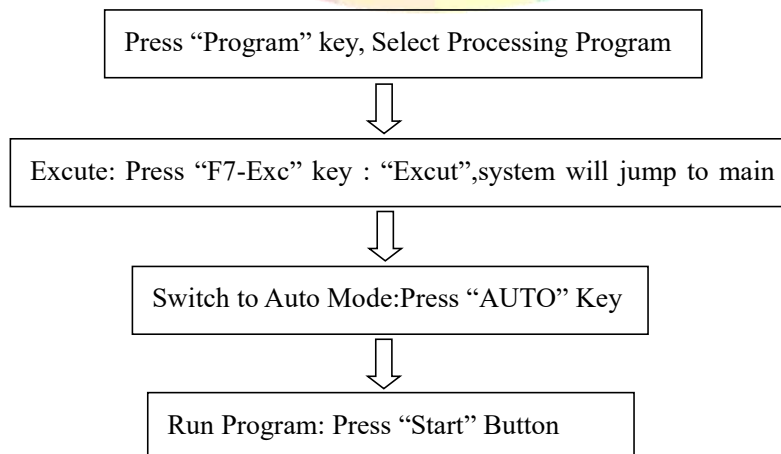 Press “Program” key, Select Processing Program
Excute: Press “F7-Exc” key : “Excut”,system will jump to main
Switch to Auto Mode:Press “AUTO” Key
Run Program: Press “Start” Button